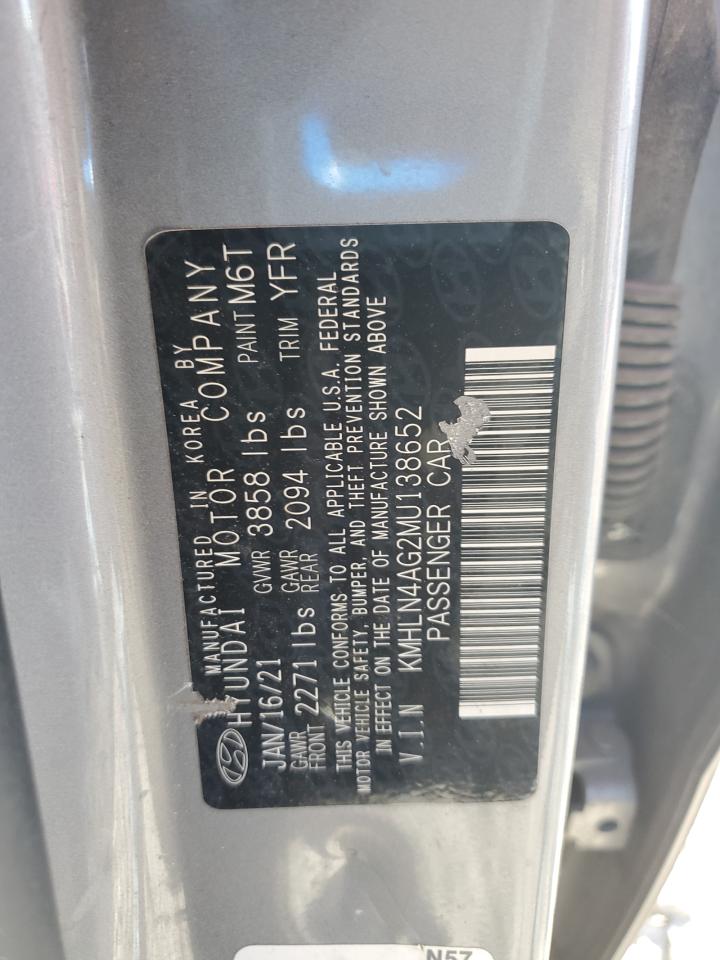 MANUFACTURED IN KOREA BY
HYUNDAI MOTOR COMPANY
JAN/16/21 GVWR 3858 lbs PAINT M6T
GAWR FRONT 2271 lbs GAWR REAR 2094 lbs TRIM YFR
THIS VEHICLE CONFORMS TO ALL APPLICABLE U.S.A. FEDERAL
MOTOR VEHICLE SAFETY, BUMPER, AND THEFT PREVENTION STANDARDS
IN EFFECT ON THE DATE OF MANUFACTURE SHOWN ABOVE
V.I.N KMHLN4AG2MU138652
PASSENGER CAR
N57